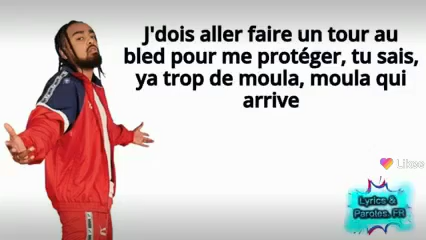 J'dois aller faire un tour au
bled pour me protéger, tu sais,
ya trop de moula, moula qui
arrive
Likee
Lyrics &
Paroles. FR